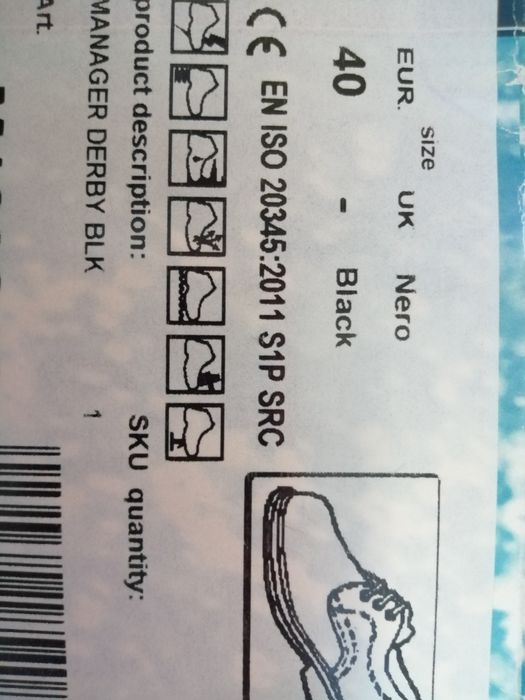 size
EUR. UK Nero
40 - Black
CE EN ISO 20345:2011 S1P SRC
product description: SKU quantity:
MANAGER DERBY BLK 1
Art.